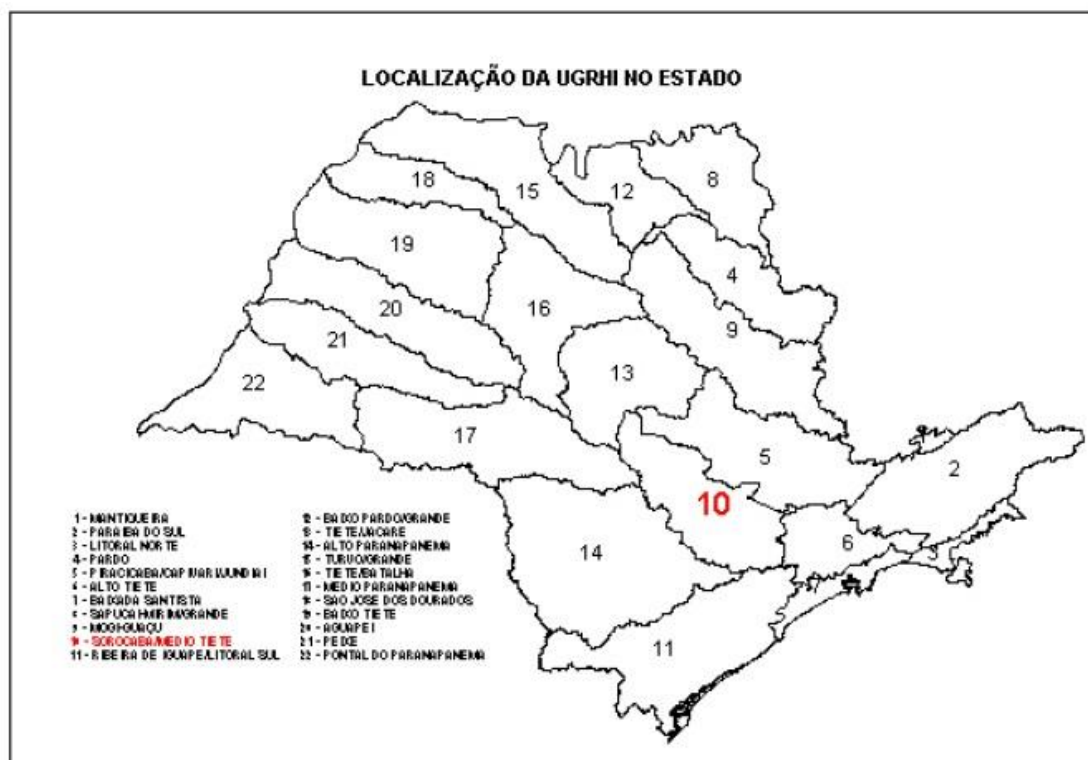 LOCALIZAÇÃO DA UGRHI NO ESTADO
18
15
12
8
19
4
20
16
9
21
13
22
17
5
2
10
6
14
11
1 - MANTIQUEIRA
2 - PARAIBA DO SUL
3 - LITORAL NORTE
4 - PARDO
5 - PIRACICABA/CAPIVARI/JUNDIAI
6 - ALTO TIETE
7 - BAIXADA SANTISTA
8 - SAPUCAI-MIRIM/GRANDE
9 - MOGI-GUAÇU
10 - SOROCABA/MEDIO TIETE
11 - RIBEIRA DE IGUAPE/LITORAL SUL
12 - BAIXO PARDO/GRANDE
13 - TIETE/JACARE
14 - ALTO PARANAPANEMA
15 - TURVO/GRANDE
16 - TIETE/BATALHA
17 - MEDIO PARANAPANEMA
18 - SAO JOSE DOS DOURADOS
19 - BAIXO TIETE
20 - AGUAPEI
21 - PEIXE
22 - PONTAL DO PARANAPANEMA